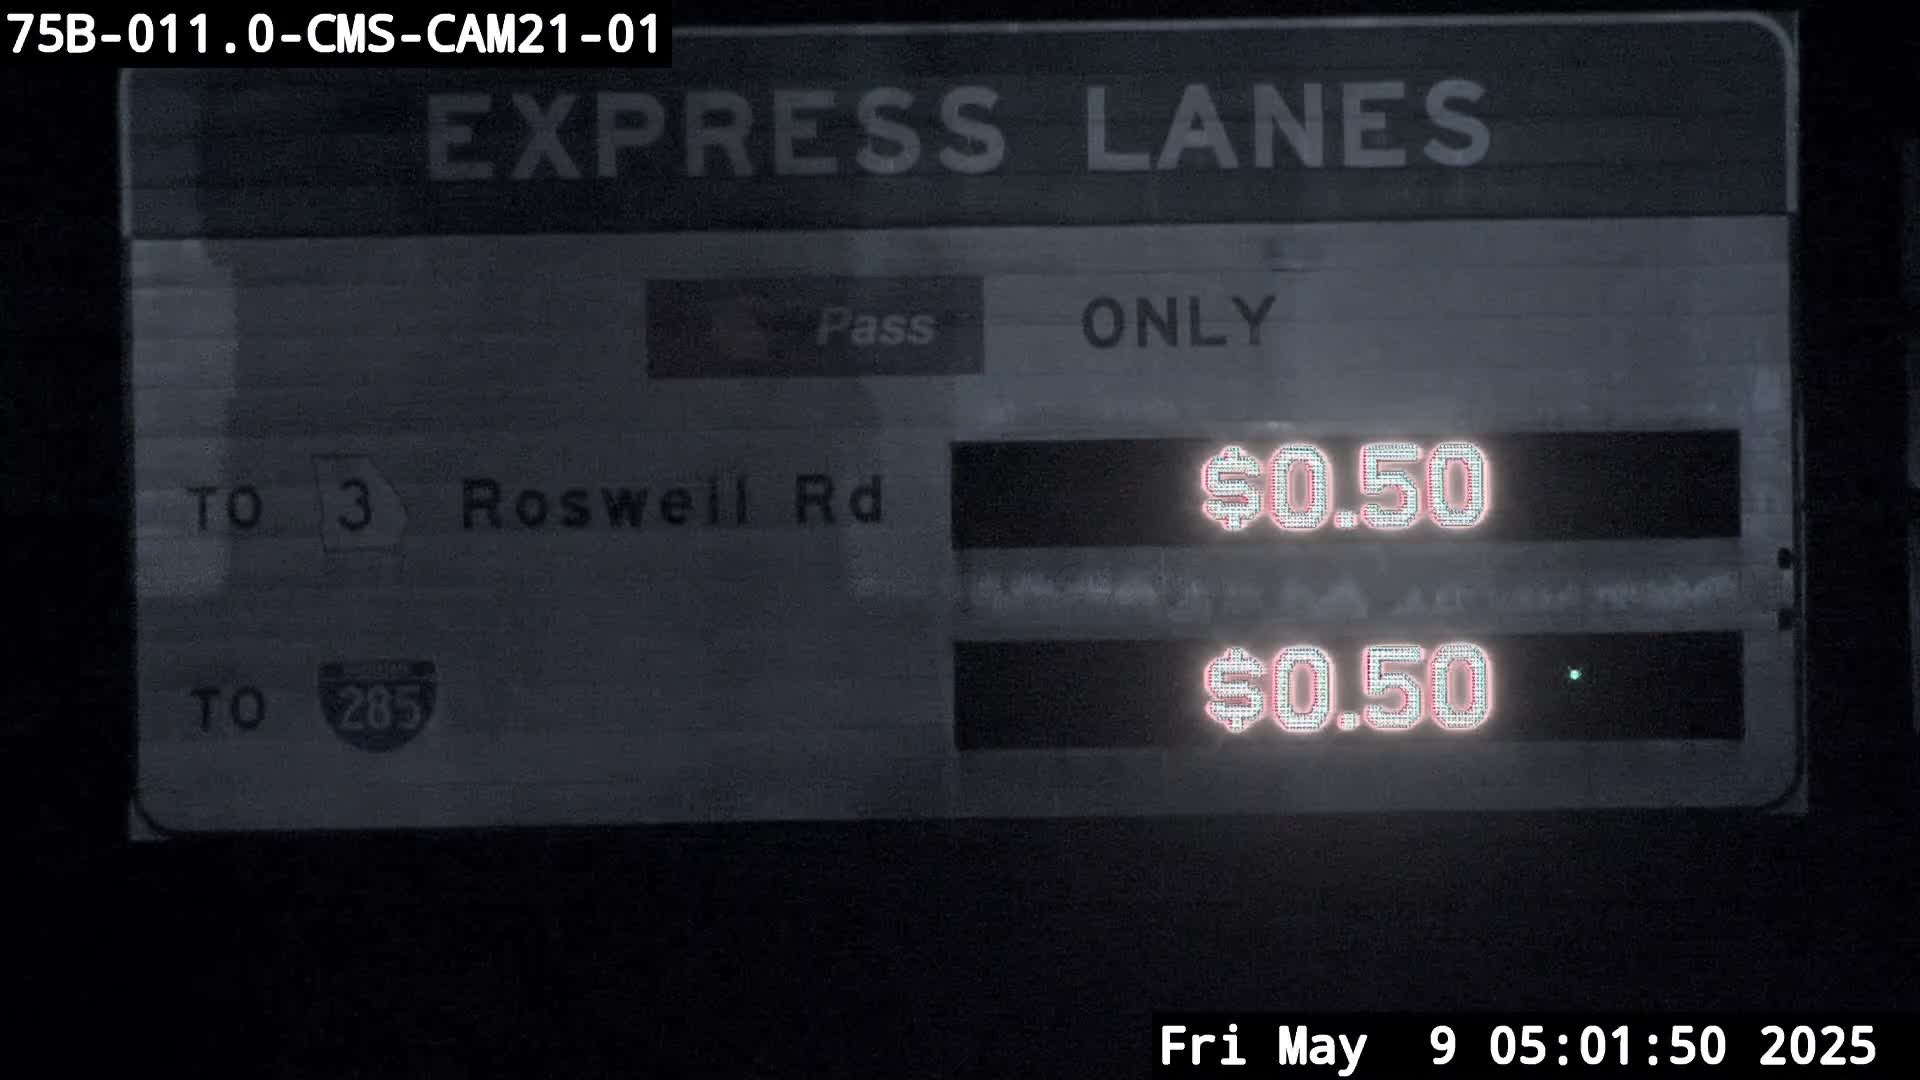 75B-011.0-CMS-CAM21-01
EXPRESS LANES
Pass ONLY
TO 3 Roswell Rd $0.50
TO 285 $0.50
Fri May 9 05:01:50 2025